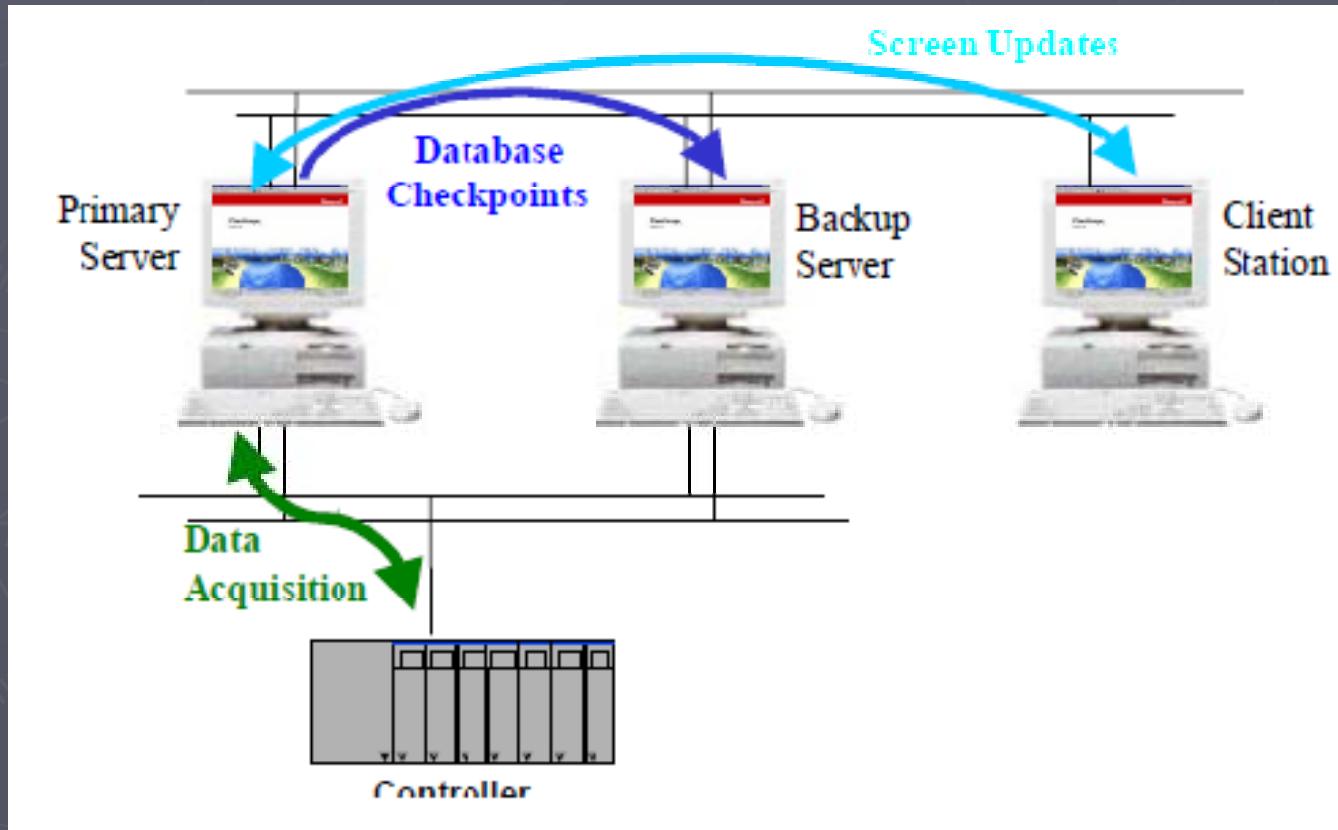 Screen Updates
Database
Checkpoints
Primary
Server
Backup
Server
Client
Station
Data
Acquisition
Controller